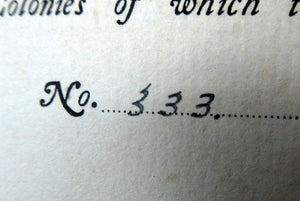 Colonies of which i
No. 333.